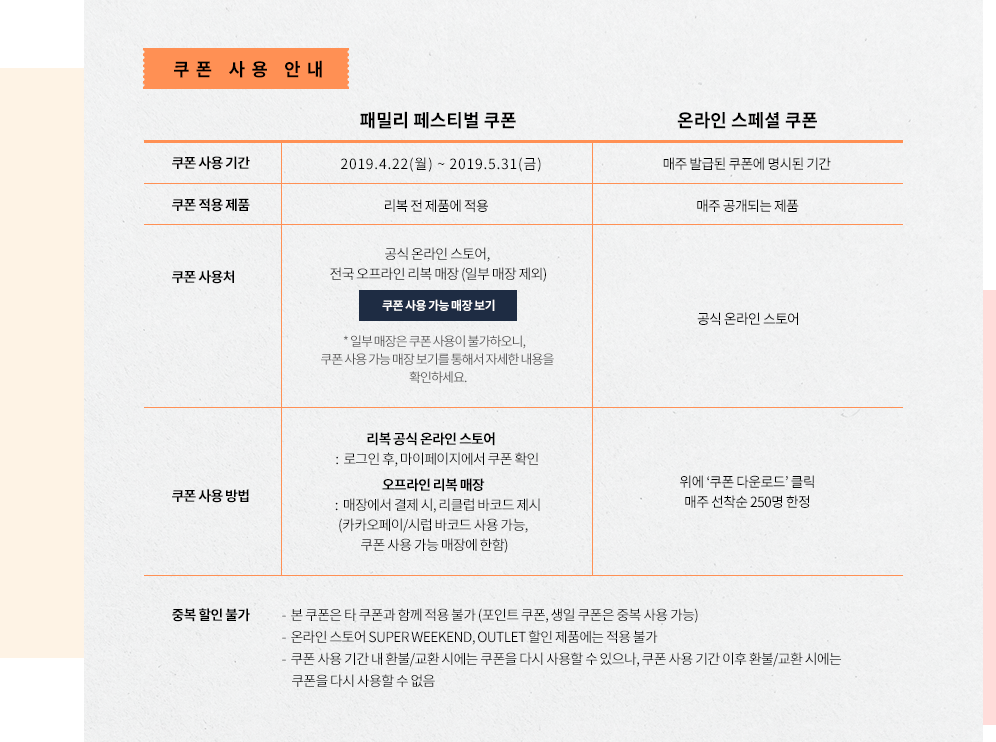 쿠폰 사용 안내
패밀리 페스티벌 쿠폰
온라인 스페셜 쿠폰
쿠폰 사용 기간
2019.4.22(월) ~ 2019.5.31(금)
매주 발급된 쿠폰에 명시된 기간
쿠폰 적용 제품
리복 전 제품에 적용
매주 공개되는 제품
쿠폰 사용처
공식 온라인 스토어,
전국 오프라인 리복 매장 (일부 매장 제외)
쿠폰 사용 가능 매장 보기
* 일부 매장은 쿠폰 사용이 불가하오니,
쿠폰 사용 가능 매장 보기를 통해서 자세한 내용을
확인하세요.
공식 온라인 스토어
쿠폰 사용 방법
리복 공식 온라인 스토어
: 로그인 후, 마이페이지에서 쿠폰 확인
오프라인 리복 매장
: 매장에서 결제 시, 리클럽 바코드 제시
(카카오페이/시럽 바코드 사용 가능,
쿠폰 사용 가능 매장에 한함)
위에 ‘쿠폰 다운로드’ 클릭
매주 선착순 250명 한정
중복 할인 불가
- 본 쿠폰은 타 쿠폰과 함께 적용 불가 (포인트 쿠폰, 생일 쿠폰은 중복 사용 가능)
- 온라인 스토어 SUPER WEEKEND, OUTLET 할인 제품에는 적용 불가
- 쿠폰 사용 기간 내 환불/교환 시에는 쿠폰을 다시 사용할 수 있으나, 쿠폰 사용 기간 이후 환불/교환 시에는
쿠폰을 다시 사용할 수 없음